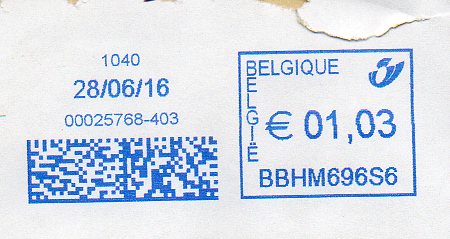 1040
28/06/16
00025768-403
BELGIQUE
BELGIË
€ 01,03
BBHM696S6